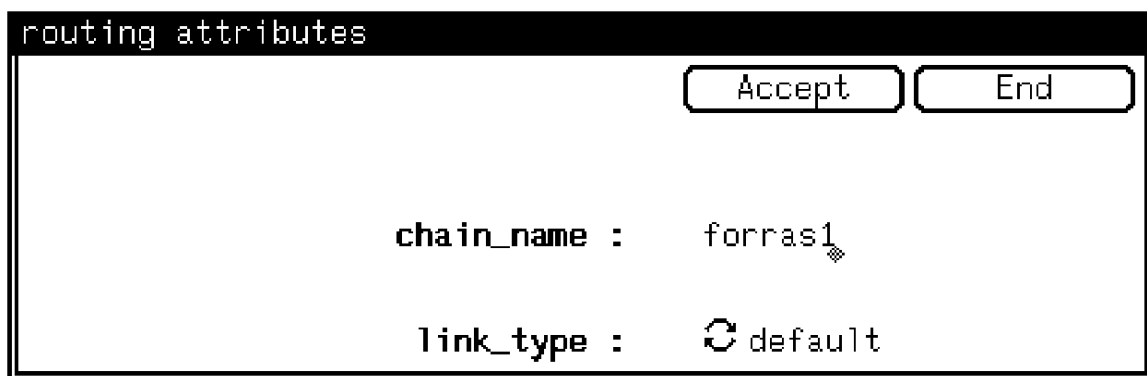 routing attributes
Accept End
chain_name : forras1
link_type : default